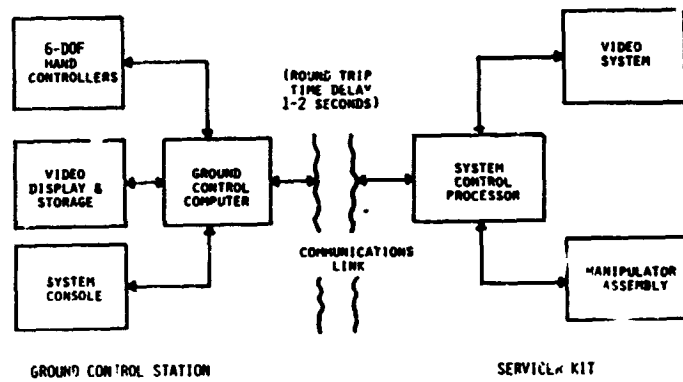 6-DOF
HAND
CONTROLLERS
VIDEO
DISPLAY &
STORAGE
SYSTEM
CONSOLE
GROUND
CONTROL
COMPUTER
(ROUND TRIP
TIME DELAY
1-2 SECONDS)
COMMUNICATIONS
LINK
SYSTEM
CONTROL
PROCESSOR
VIDEO
SYSTEM
MANIPULATOR
ASSEMBLY
GROUND CONTROL STATION
SERVICER KIT